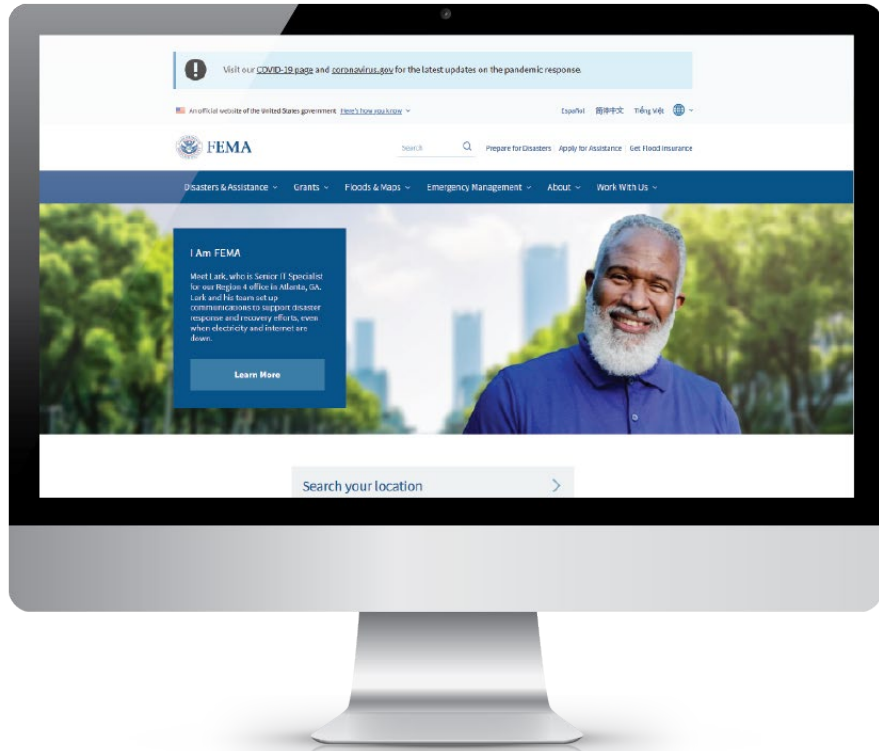 Visit our COVID-19 page and coronavirus.gov for the latest updates on the pandemic response.
An official website of the United States government Here's how you know
Español 简体中文 Tiếng Việt
FEMA
Search
Prepare for Disasters Apply for Assistance Get Flood Insurance
Disasters & Assistance Grants Floods & Maps Emergency Management About Work With Us
I Am FEMA
Meet Lark, who is Senior IT Specialist
for our Region 4 office in Atlanta, GA.
Lark and his team set up
communications to support disaster
response and recovery efforts, even
when electricity and internet are
down.
Learn More
Search your location